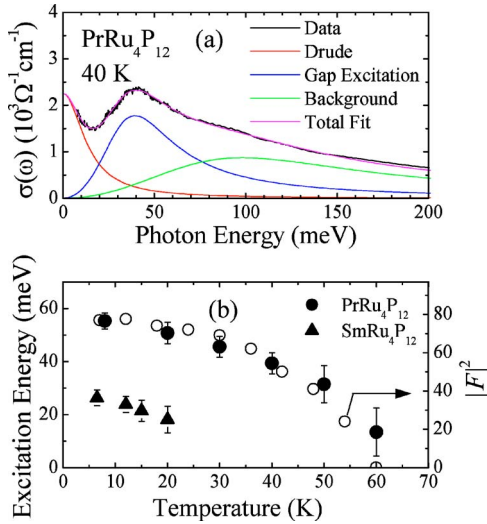 PrRu₄P₁₂
(a)
40 K
Data
Drude
Gap Excitation
Background
Total Fit
σ(ω) (10³Ω⁻¹cm⁻¹)
4
3
2
1
0
0 50 100 150 200
Photon Energy (meV)
(b)
PrRu₄P₁₂
SmRu₄P₁₂
Excitation Energy (meV)
60
40
20
0
80
60
40
20
0
|F|²
0 10 20 30 40 50 60 70
Temperature (K)